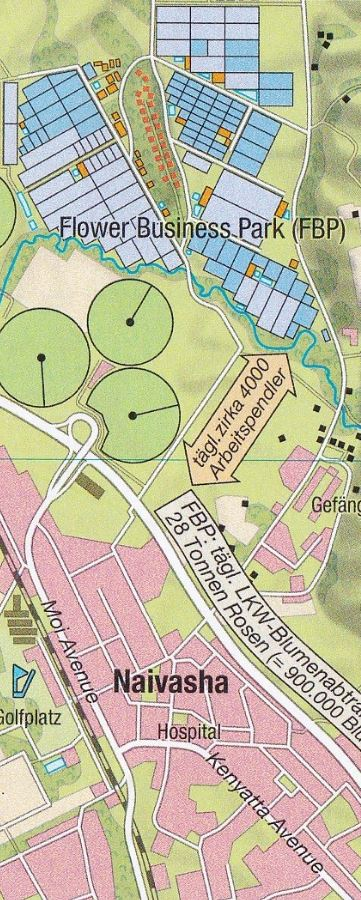 Flower Business Park (FBP)
tägl. zirka 4000
Arbeitspendler
Gefäng
FBP: tägl. LKW-Blumenabtra
28 Tonnen Rosen (= 900.000 Blü
Moi Avenue
Naivasha
Golfplatz
Hospital
Kenyatta Avenue